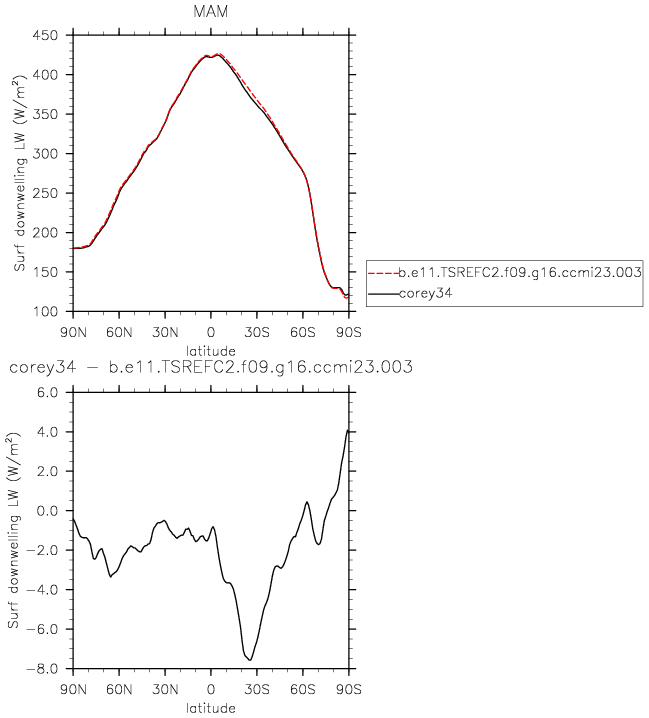 MAM
Surf downwelling LW (W/m²)
450
400
350
300
250
200
150
100
90N 60N 30N 0 30S 60S 90S
latitude
b.e11.TSREFC2.f09.g16.ccmi23.003
corey34
corey34 − b.e11.TSREFC2.f09.g16.ccmi23.003
Surf downwelling LW (W/m²)
6.0
4.0
2.0
0.0
−2.0
−4.0
−6.0
−8.0
90N 60N 30N 0 30S 60S 90S
latitude